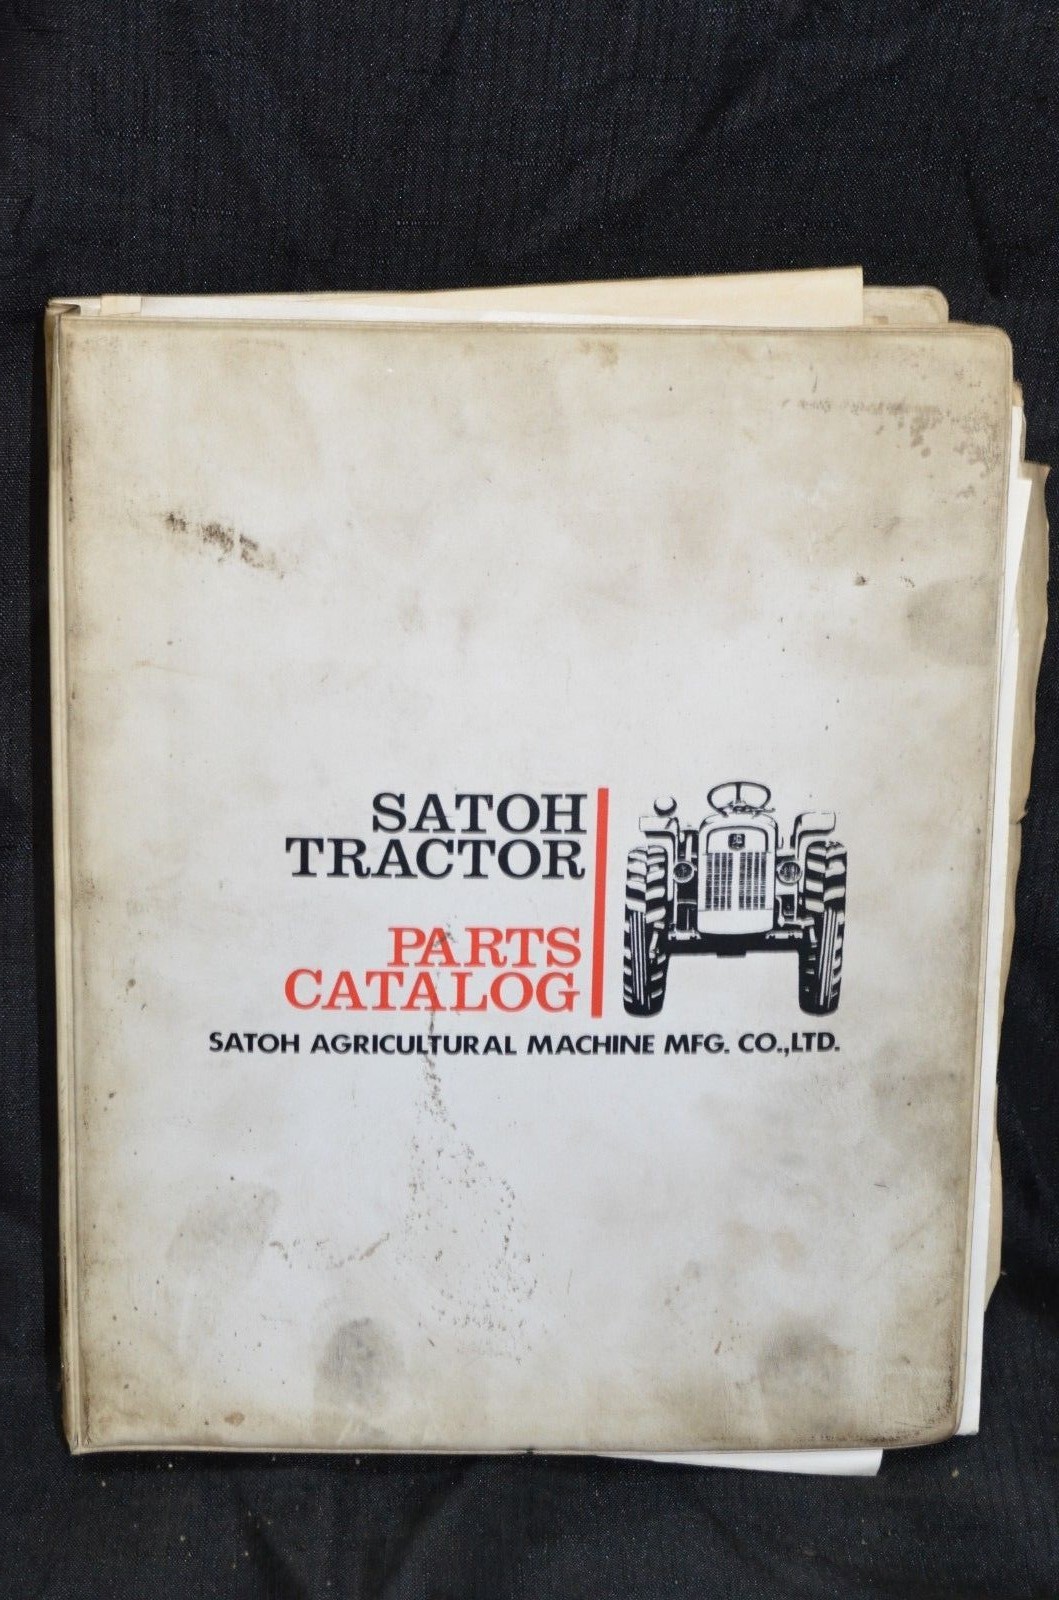 SATOH
TRACTOR
PARTS
CATALOG
SATOH AGRICULTURAL MACHINE MFG. CO.,LTD.